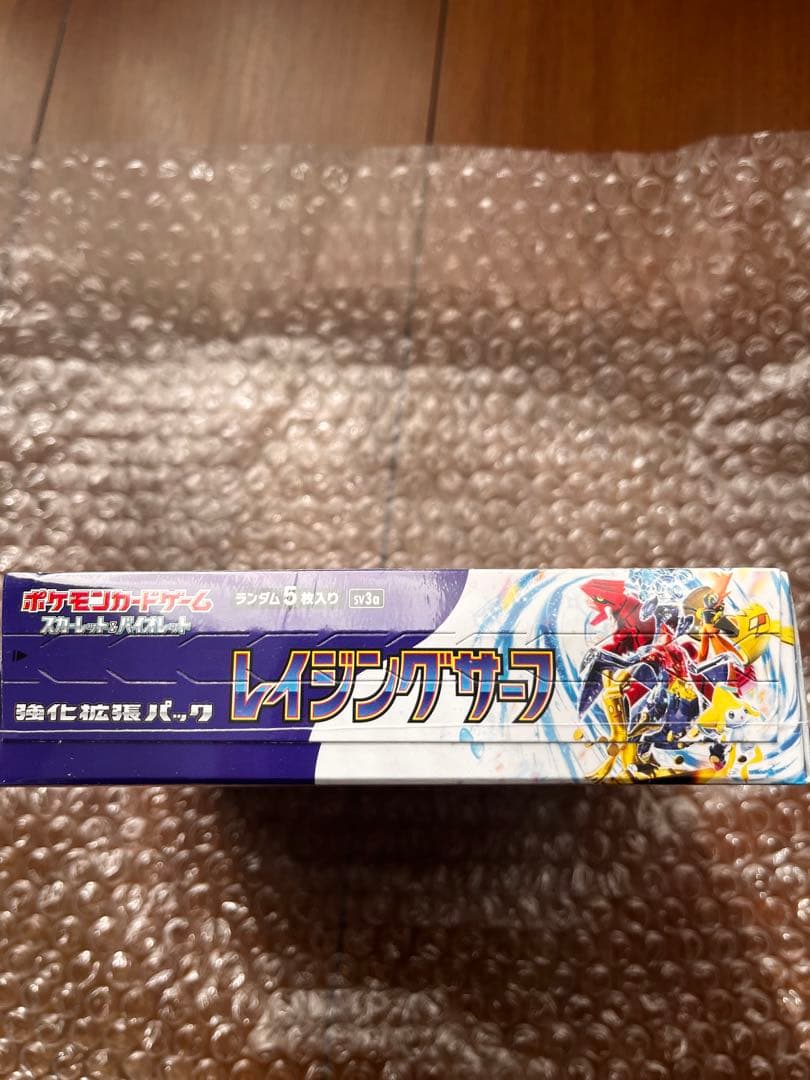 ポケモンカードゲーム
スカーレット&バイオレット
ランダム5枚入り sv3a
強化拡張パック
レイジングサーフ